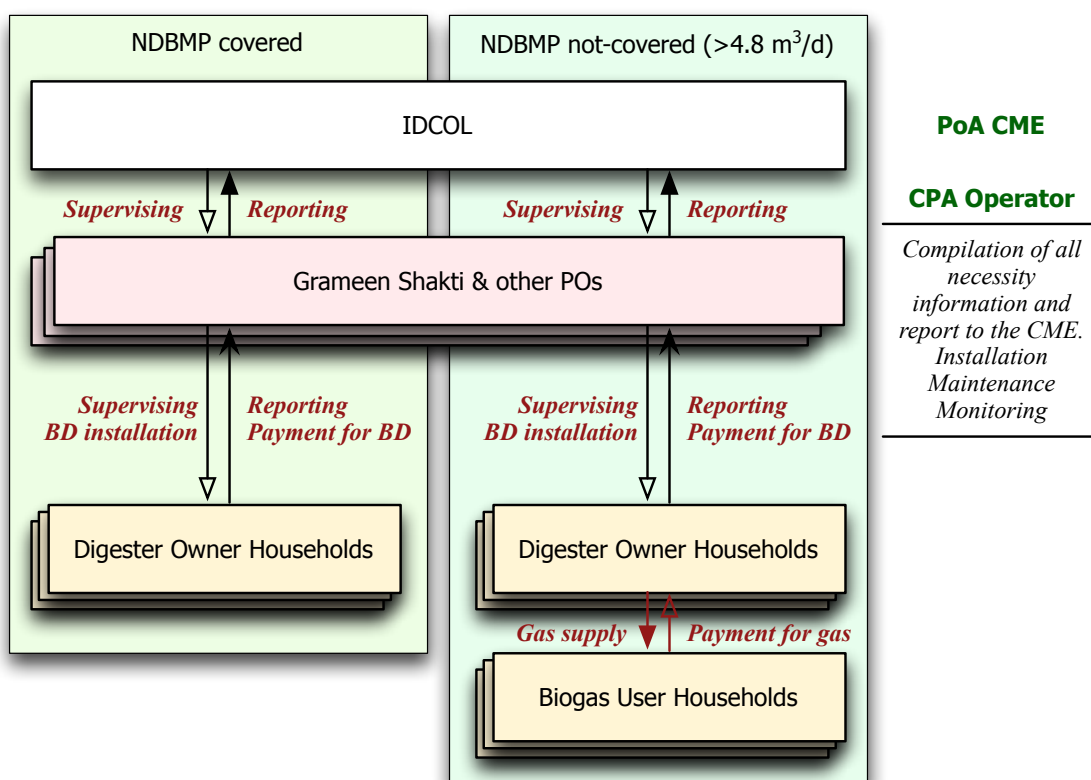 NDBMP covered
NDBMP not-covered (>4.8 m³/d)
IDCOL
PoA CME
Supervising
Reporting
Supervising
Reporting
CPA Operator
Grameen Shakti & other POs
Compilation of all
necessity
information and
report to the CME.
Installation
Maintenance
Monitoring
Supervising
BD installation
Reporting
Payment for BD
Supervising
BD installation
Reporting
Payment for BD
Digester Owner Households
Digester Owner Households
Gas supply
Payment for gas
Biogas User Households